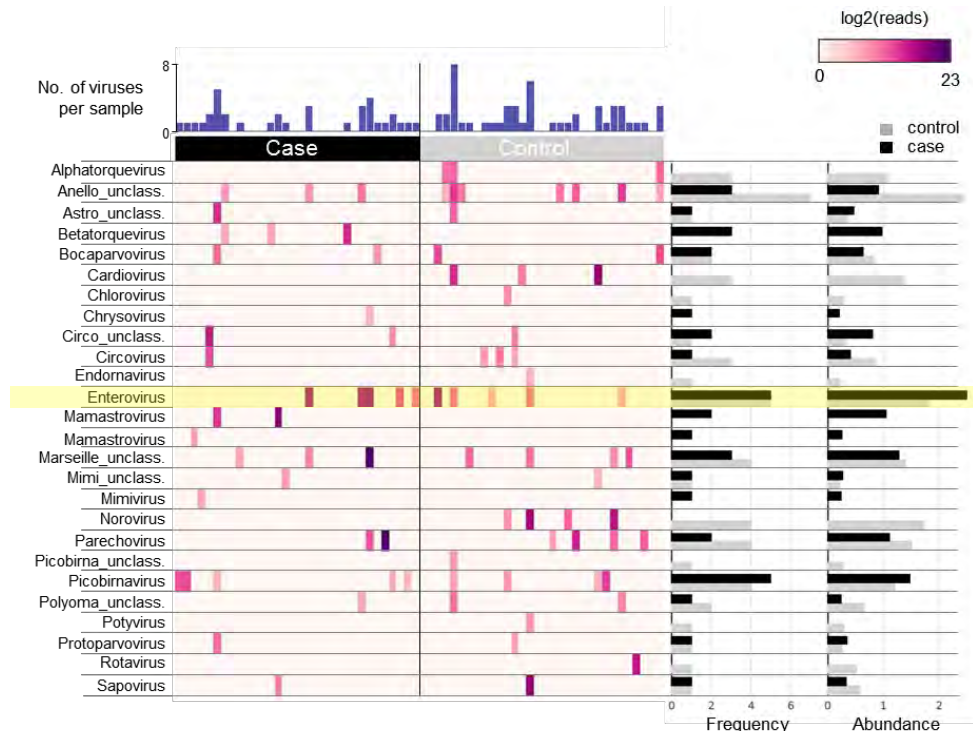 log2(reads)
0 23
8
No. of viruses
per sample
0
control
case
Case Control
Alphatorquevirus
Anello_unclass.
Astro_unclass.
Betatorquevirus
Bocaparvovirus
Cardiovirus
Chlorovirus
Chrysovirus
Circo_unclass.
Circovirus
Endornavirus
Enterovirus
Mamastrovirus
Mamastrovirus
Marseille_unclass.
Mimi_unclass.
Mimivirus
Norovirus
Parechovirus
Picobirna_unclass.
Picobirnavirus
Polyoma_unclass.
Potyvirus
Protoparvovirus
Rotavirus
Sapovirus
0 2 4 6 0 1 2
Frequency Abundance